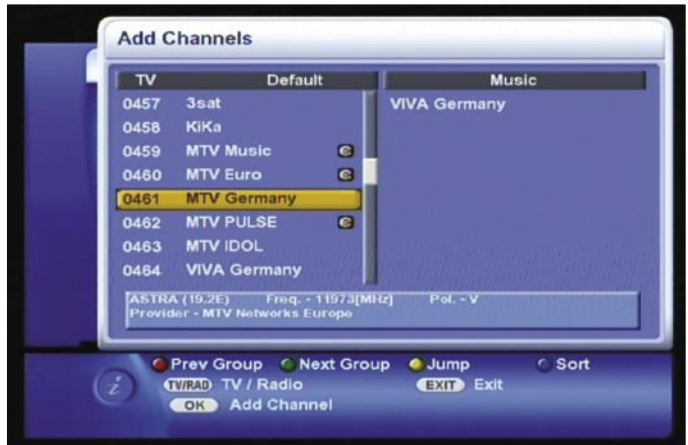 Add Channels
TV Default Music
0457 3sat VIVA Germany
0458 KiKa
0459 MTV Music
0460 MTV Euro
0461 MTV Germany
0462 MTV PULSE
0463 MTV IDOL
0464 VIVA Germany
ASTRA (19.2E) Freq. - 11973[MHz] Pol. - V
Provider - MTV Networks Europe
Prev Group Next Group Jump Sort
i TV/RAD TV / Radio EXIT Exit
OK Add Channel